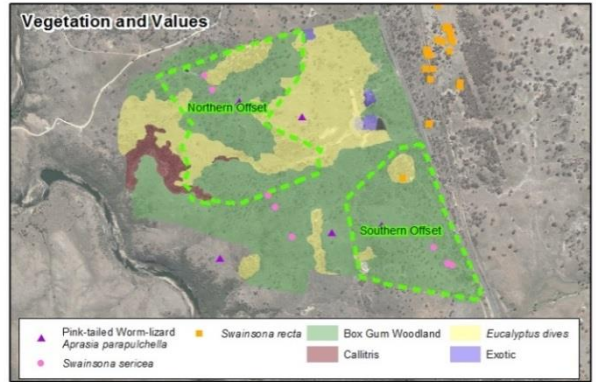 Vegetation and Values
Northern Offset
Southern Offset
Pink-tailed Worm-lizard
Aprasia parapulchella
Swainsona sericea
Swainsona recta
Box Gum Woodland
Callitris
Eucalyptus dives
Exotic